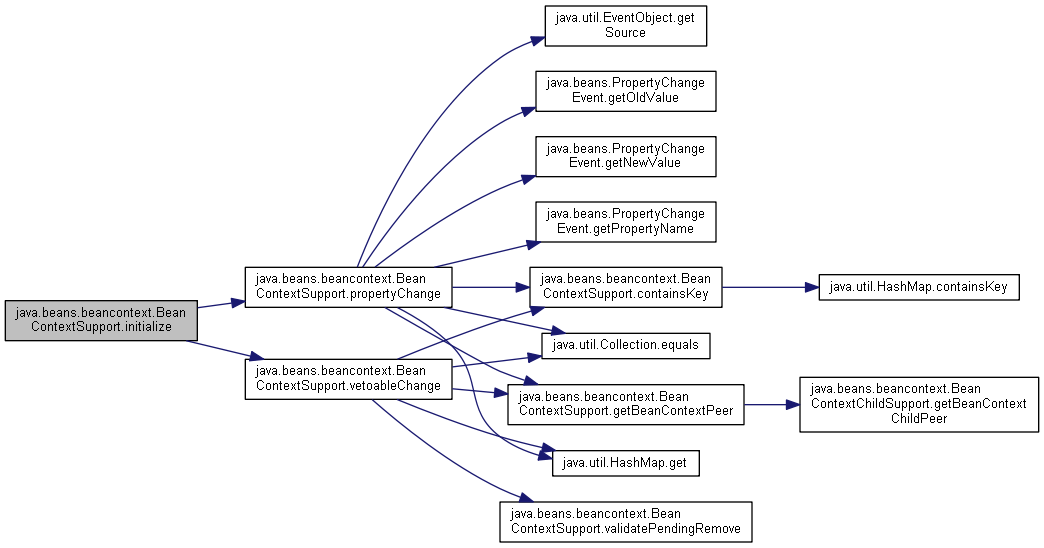 java.util.EventObject.get
Source
java.beans.PropertyChange
Event.getOldValue
java.beans.PropertyChange
Event.getNewValue
java.beans.PropertyChange
Event.getPropertyName
java.beans.beancontext.Bean
ContextSupport.propertyChange
java.beans.beancontext.Bean
ContextSupport.containsKey
java.util.HashMap.containsKey
java.beans.beancontext.Bean
ContextSupport.initialize
java.util.Collection.equals
java.beans.beancontext.Bean
ContextSupport.vetoableChange
java.beans.beancontext.Bean
ContextSupport.getBeanContextPeer
java.beans.beancontext.Bean
ContextChildSupport.getBeanContext
ChildPeer
java.util.HashMap.get
java.beans.beancontext.Bean
ContextSupport.validatePendingRemove